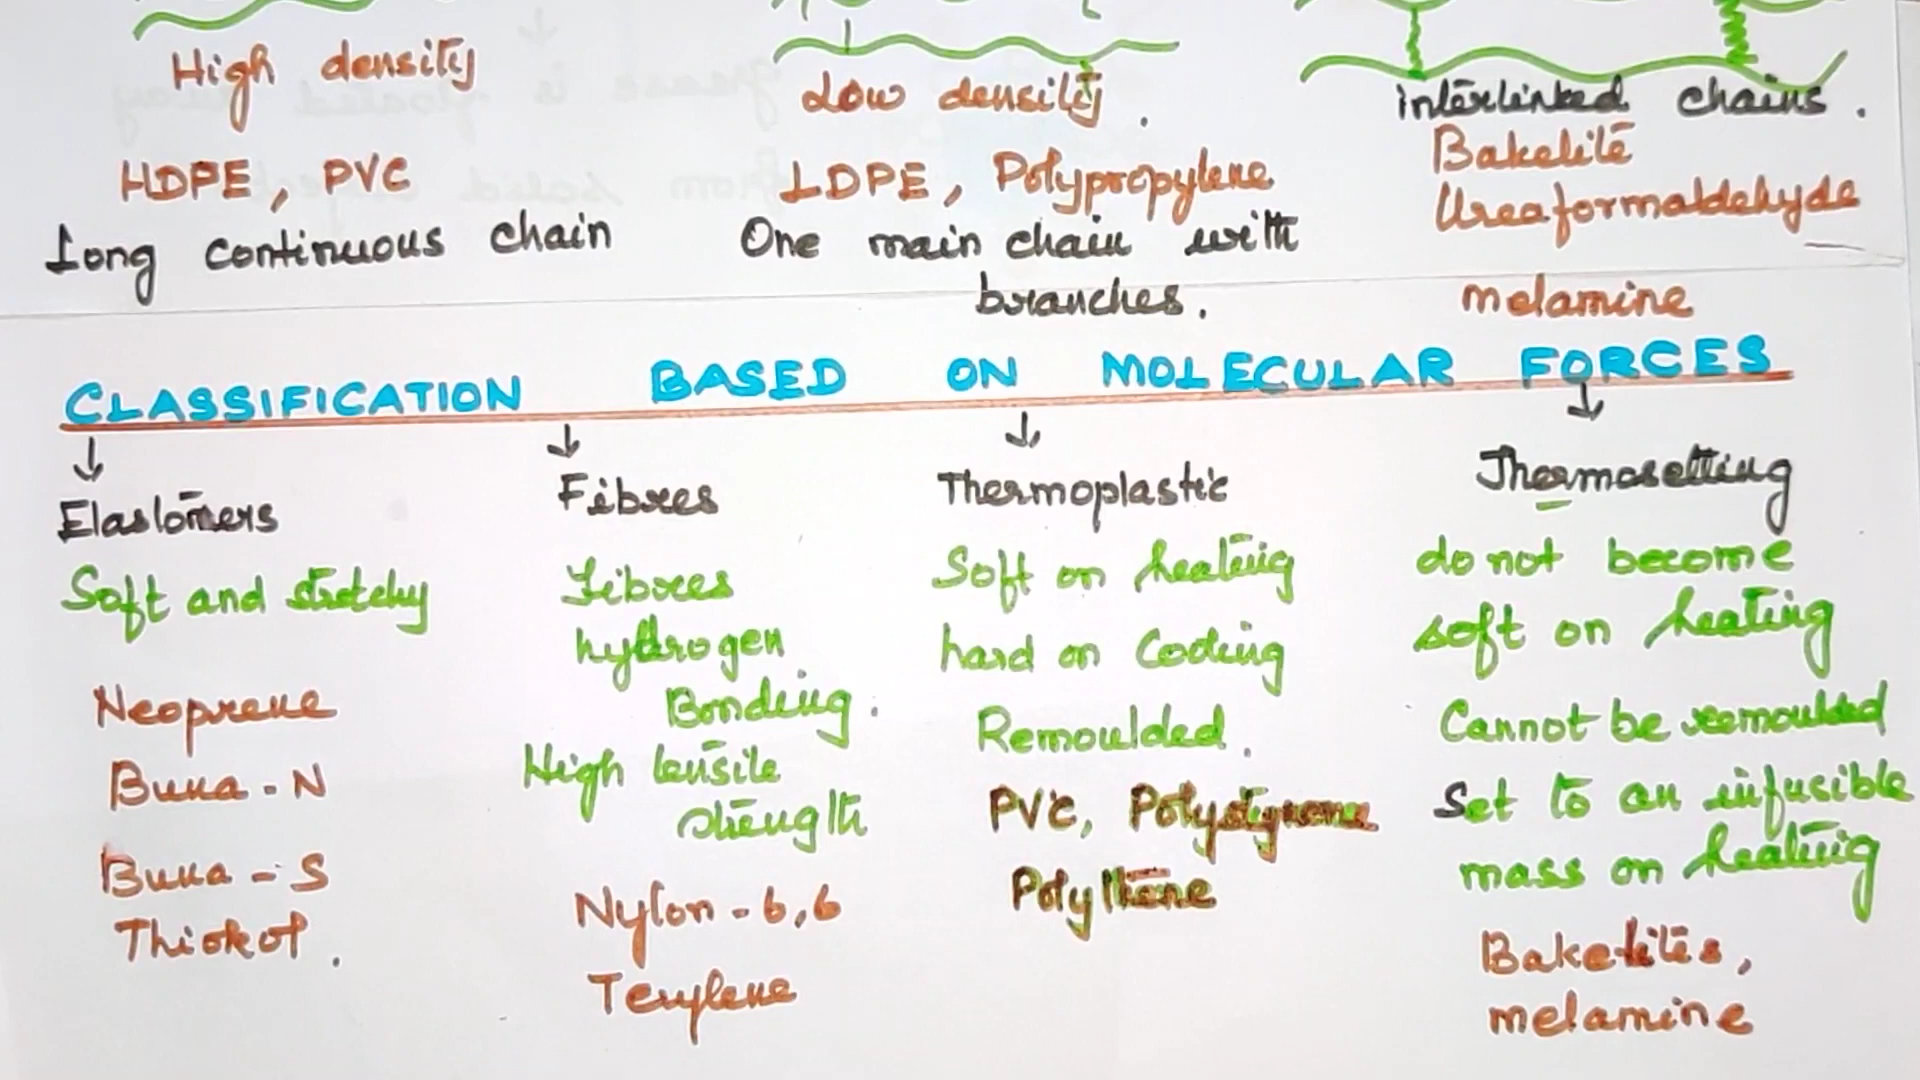 High density
HDPE, PVC
Long continuous chain
Low density.
LDPE, Polypropylene
One main chain with
branches.
interlinked chains.
Bakelite
Ureaformaldehyde
melamine
CLASSIFICATION BASED ON MOLECULAR FORCES
Elastomers
Soft and stretchy
Neoprene
Buna - N
Buna - S
Thiokol.
Fibres
Fibres
hydrogen
Bonding.
High tensile
strength
Nylon - 6,6
Terylene
Thermoplastic
Soft on heating
hard on Cooling
Remoulded.
PVC, Polystyrene
Polythene
Thermosetting
do not become
soft on heating
Cannot be remoulded
Set to an infusible
mass on heating
Bakelites,
melamine